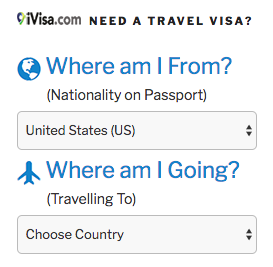 iVisa.com NEED A TRAVEL VISA?
Where am I From?
(Nationality on Passport)
United States (US)
Where am I Going?
(Travelling To)
Choose Country